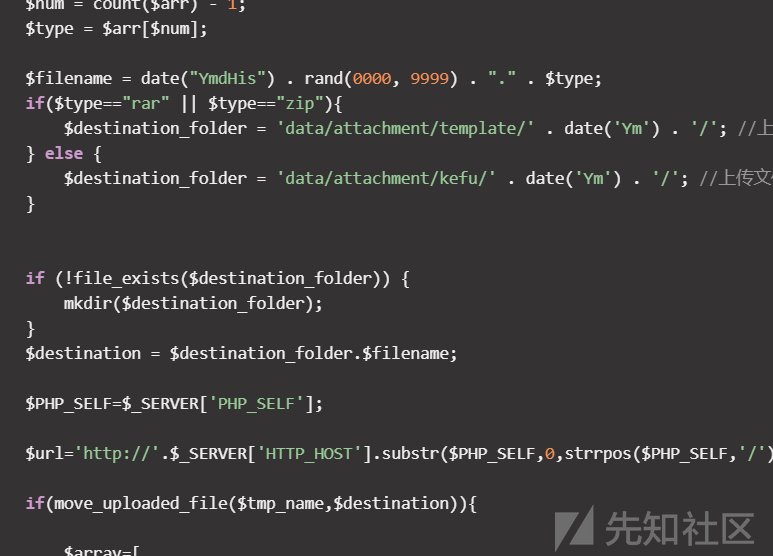 $num = count($arr) - 1;
$type = $arr[$num];
$filename = date("YmdHis") . rand(0000, 9999) . "." . $type;
if($type=="rar" || $type=="zip"){
$destination_folder = 'data/attachment/template/' . date('Ym') . '/'; //上
} else {
$destination_folder = 'data/attachment/kefu/' . date('Ym') . '/'; //上传文
}
if (!file_exists($destination_folder)) {
mkdir($destination_folder);
}
$destination = $destination_folder.$filename;
$PHP_SELF=$_SERVER['PHP_SELF'];
$url='http://'.$_SERVER['HTTP_HOST'].substr($PHP_SELF,0,strrpos($PHP_SELF,'/')
if(move_uploaded_file($tmp_name,$destination)){
$array=[
先知社区